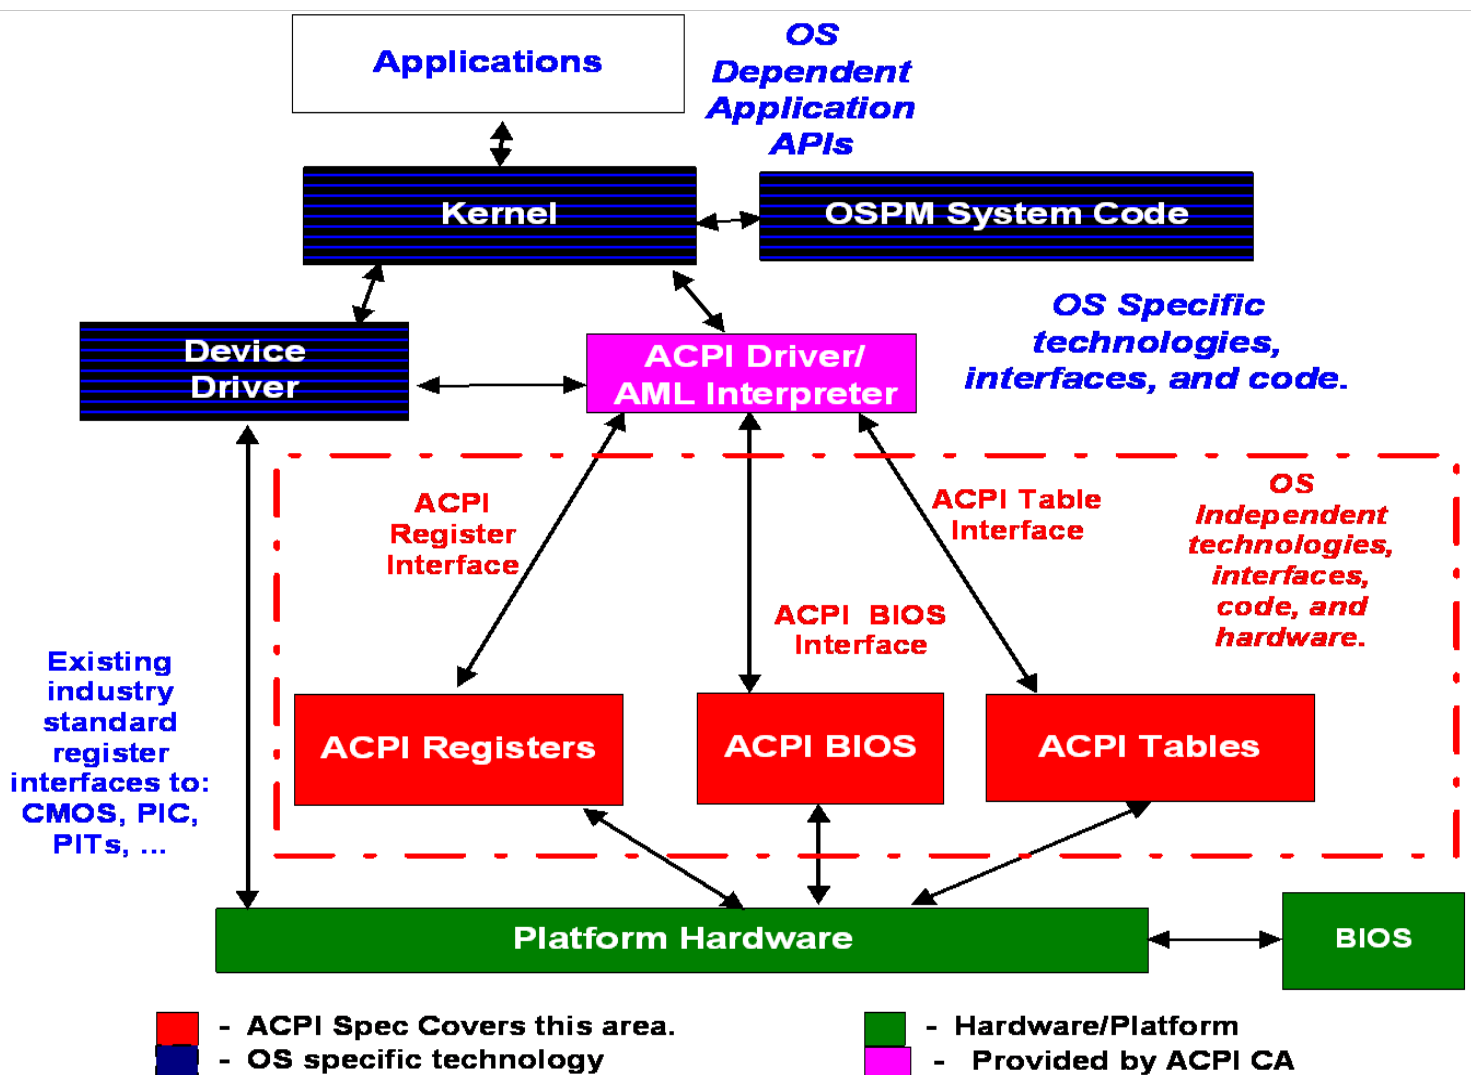 Applications
OS
Dependent
Application
APIs
Kernel
OSPM System Code
OS Specific
technologies,
interfaces, and code.
Device
Driver
ACPI Driver/
AML Interpreter
ACPI
Register
Interface
ACPI Table
Interface
OS
Independent
technologies,
interfaces,
code, and
hardware.
ACPI BIOS
Interface
Existing
industry
standard
register
interfaces to:
CMOS, PIC,
PITs, ...
ACPI Registers
ACPI BIOS
ACPI Tables
Platform Hardware
BIOS
- ACPI Spec Covers this area.
- OS specific technology
- Hardware/Platform
- Provided by ACPI CA